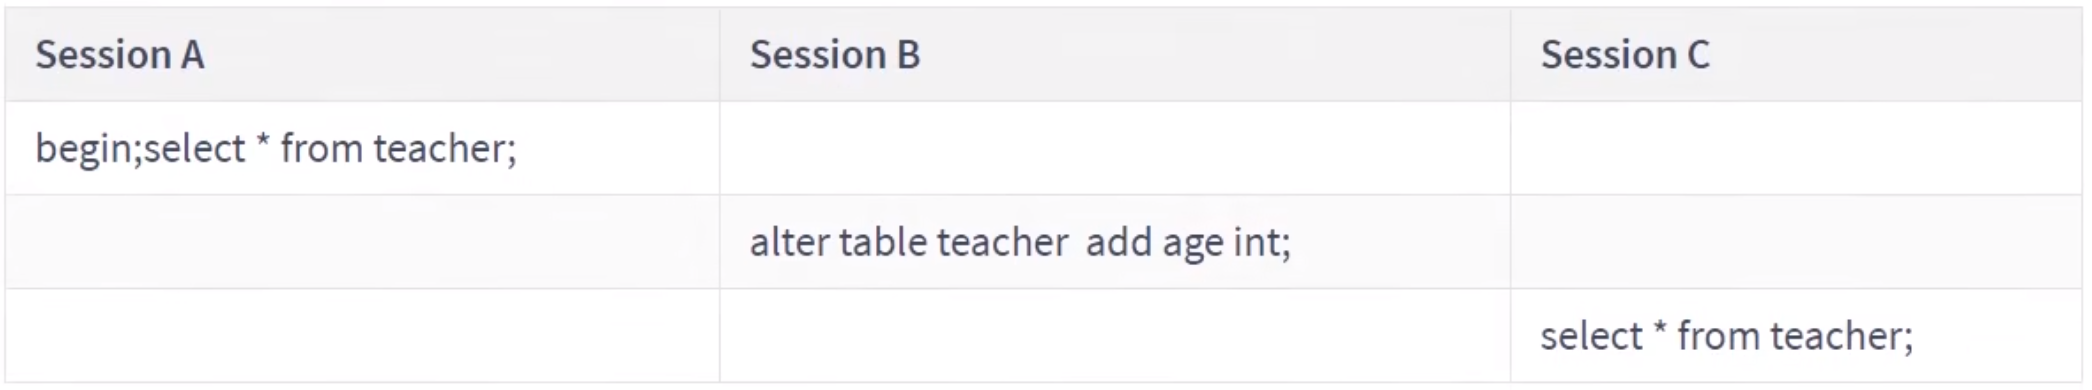 Session A Session B Session C
begin;select * from teacher;
alter table teacher  add age int;
select * from teacher;